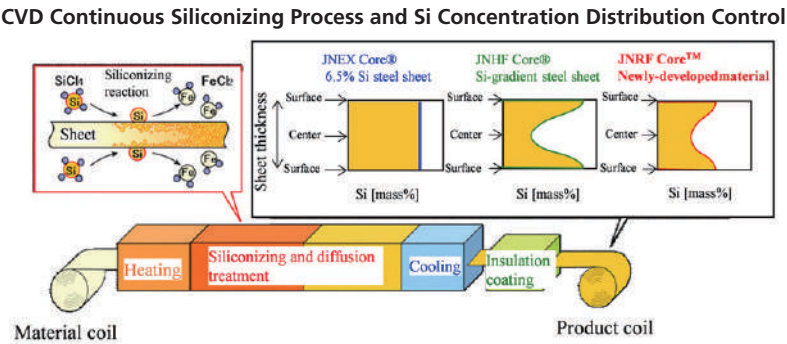 CVD Continuous Siliconizing Process and Si Concentration Distribution Control
SiCl4
Siliconizing
reaction
FeCl2
Si
Si
Fe
Fe
Sheet
Si
Si
Fe
Fe
JNEX Core®
6.5% Si steel sheet
JNHF Core®
Si-gradient steel sheet
JNRF Core™
Newly-developedmaterial
Sheet thickness
Surface
Center
Surface
Si [mass%]
Surface
Center
Surface
Si [mass%]
Surface
Center
Surface
Si [mass%]
Heating
Siliconizing and diffusion
treatment
Cooling
Insulation
coating
Material coil
Product coil